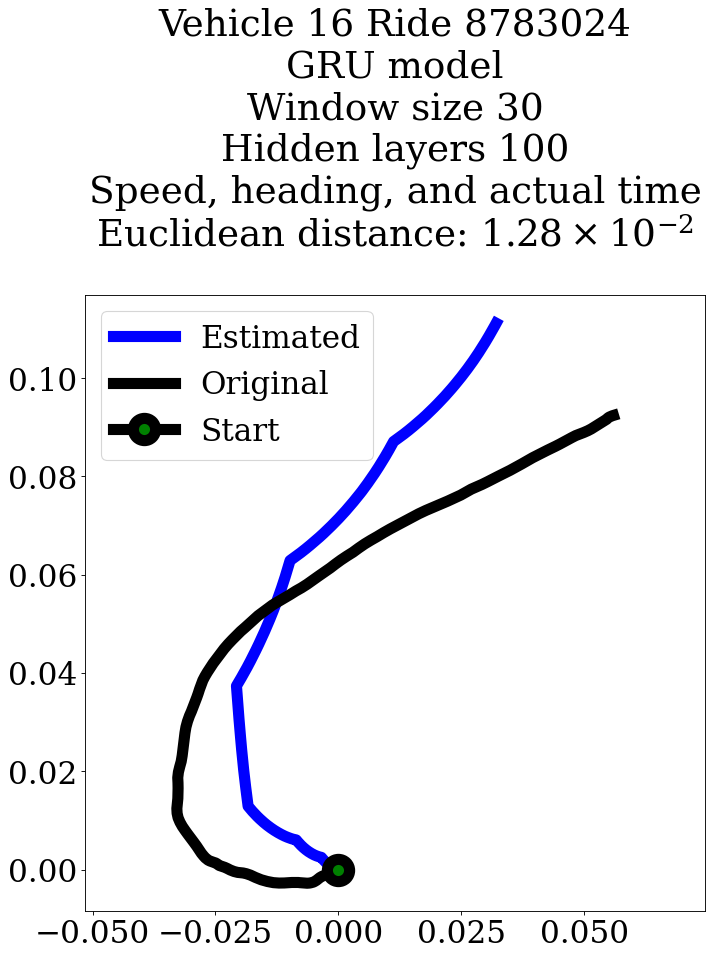 Vehicle 16 Ride 8783024
GRU model
Window size 30
Hidden layers 100
Speed, heading, and actual time
Euclidean distance: 1.28 × 10⁻²
Estimated
Original
Start
0.10
0.08
0.06
0.04
0.02
0.00
−0.050 −0.025 0.000 0.025 0.050